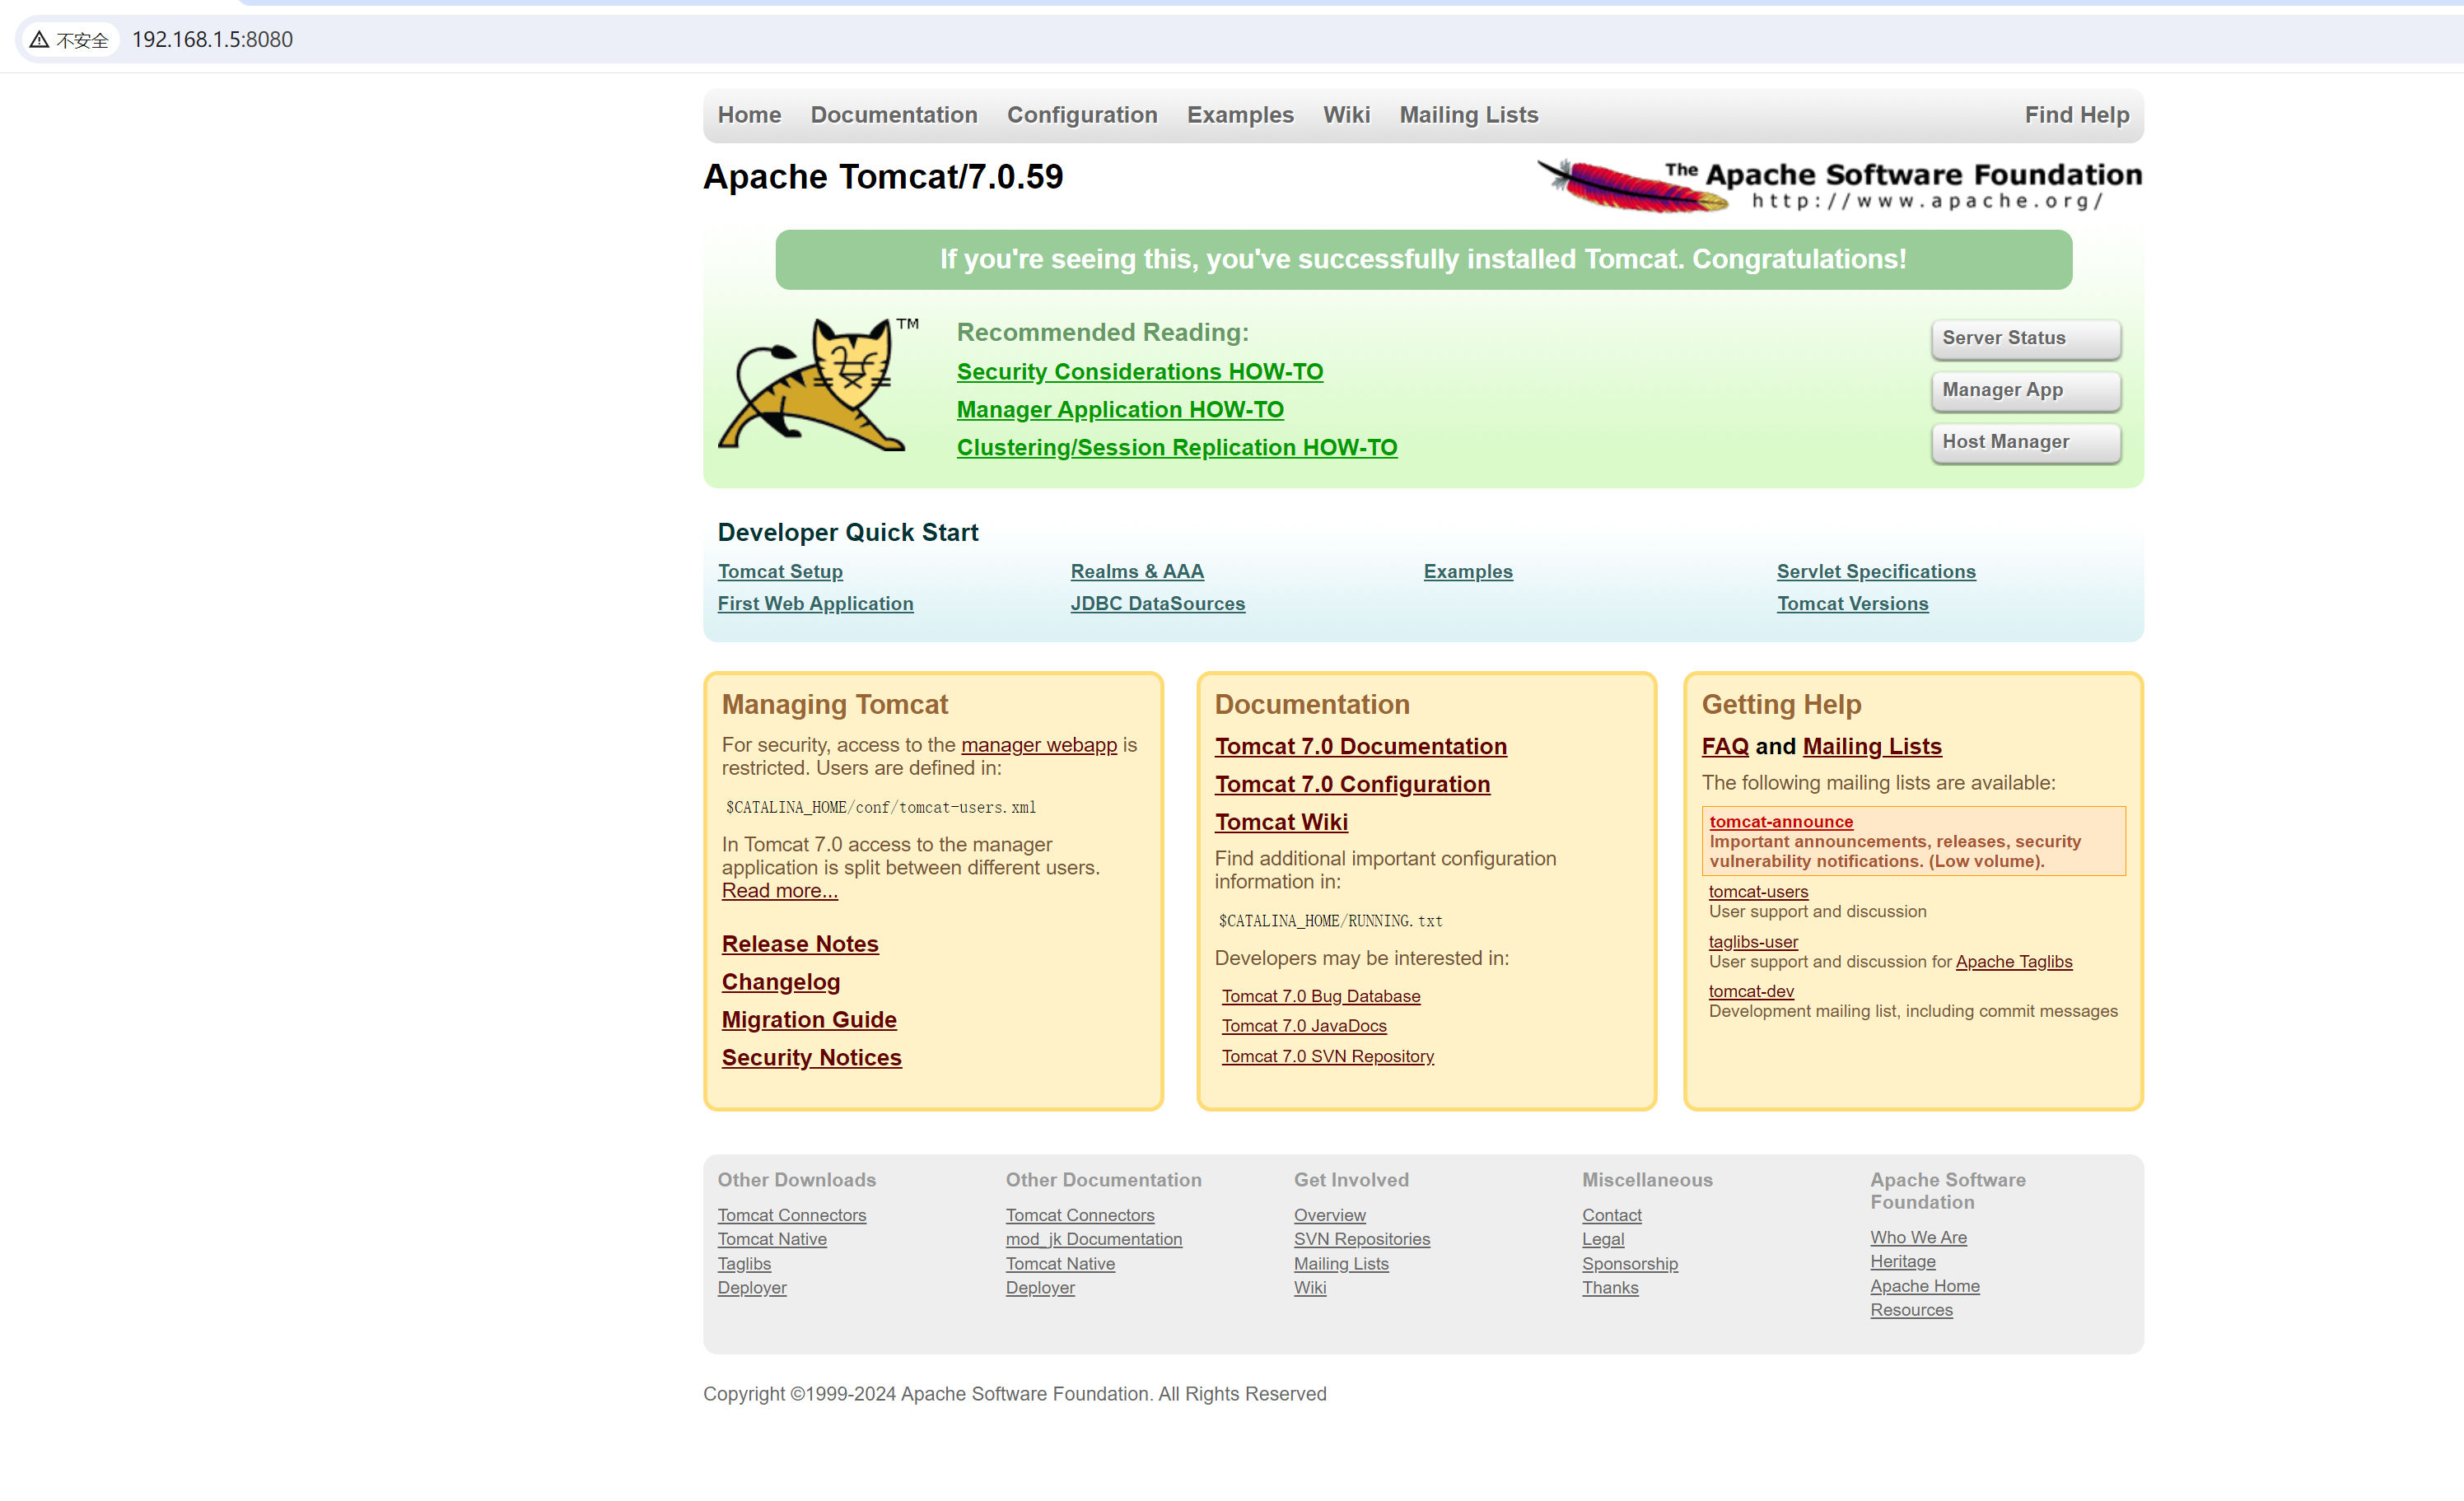 不安全 192.168.1.5:8080
Home Documentation Configuration Examples Wiki Mailing Lists Find Help
Apache Tomcat/7.0.59
The Apache Software Foundation
http://www.apache.org/
If you're seeing this, you've successfully installed Tomcat. Congratulations!
TM
Recommended Reading:
Security Considerations HOW-TO
Manager Application HOW-TO
Clustering/Session Replication HOW-TO
Server Status
Manager App
Host Manager
Developer Quick Start
Tomcat Setup
First Web Application
Realms & AAA
JDBC DataSources
Examples
Servlet Specifications
Tomcat Versions
Managing Tomcat
For security, access to the manager webapp is
restricted. Users are defined in:
$CATALINA_HOME/conf/tomcat-users.xml
In Tomcat 7.0 access to the manager
application is split between different users.
Read more...
Release Notes
Changelog
Migration Guide
Security Notices
Documentation
Tomcat 7.0 Documentation
Tomcat 7.0 Configuration
Tomcat Wiki
Find additional important configuration
information in:
$CATALINA_HOME/RUNNING.txt
Developers may be interested in:
Tomcat 7.0 Bug Database
Tomcat 7.0 JavaDocs
Tomcat 7.0 SVN Repository
Getting Help
FAQ and Mailing Lists
The following mailing lists are available:
tomcat-announce
Important announcements, releases, security
vulnerability notifications. (Low volume).
tomcat-users
User support and discussion
taglibs-user
User support and discussion for Apache Taglibs
tomcat-dev
Development mailing list, including commit messages
Other Downloads
Tomcat Connectors
Tomcat Native
Taglibs
Deployer
Other Documentation
Tomcat Connectors
mod_jk Documentation
Tomcat Native
Deployer
Get Involved
Overview
SVN Repositories
Mailing Lists
Wiki
Miscellaneous
Contact
Legal
Sponsorship
Thanks
Apache Software
Foundation
Who We Are
Heritage
Apache Home
Resources
Copyright ©1999-2024 Apache Software Foundation. All Rights Reserved